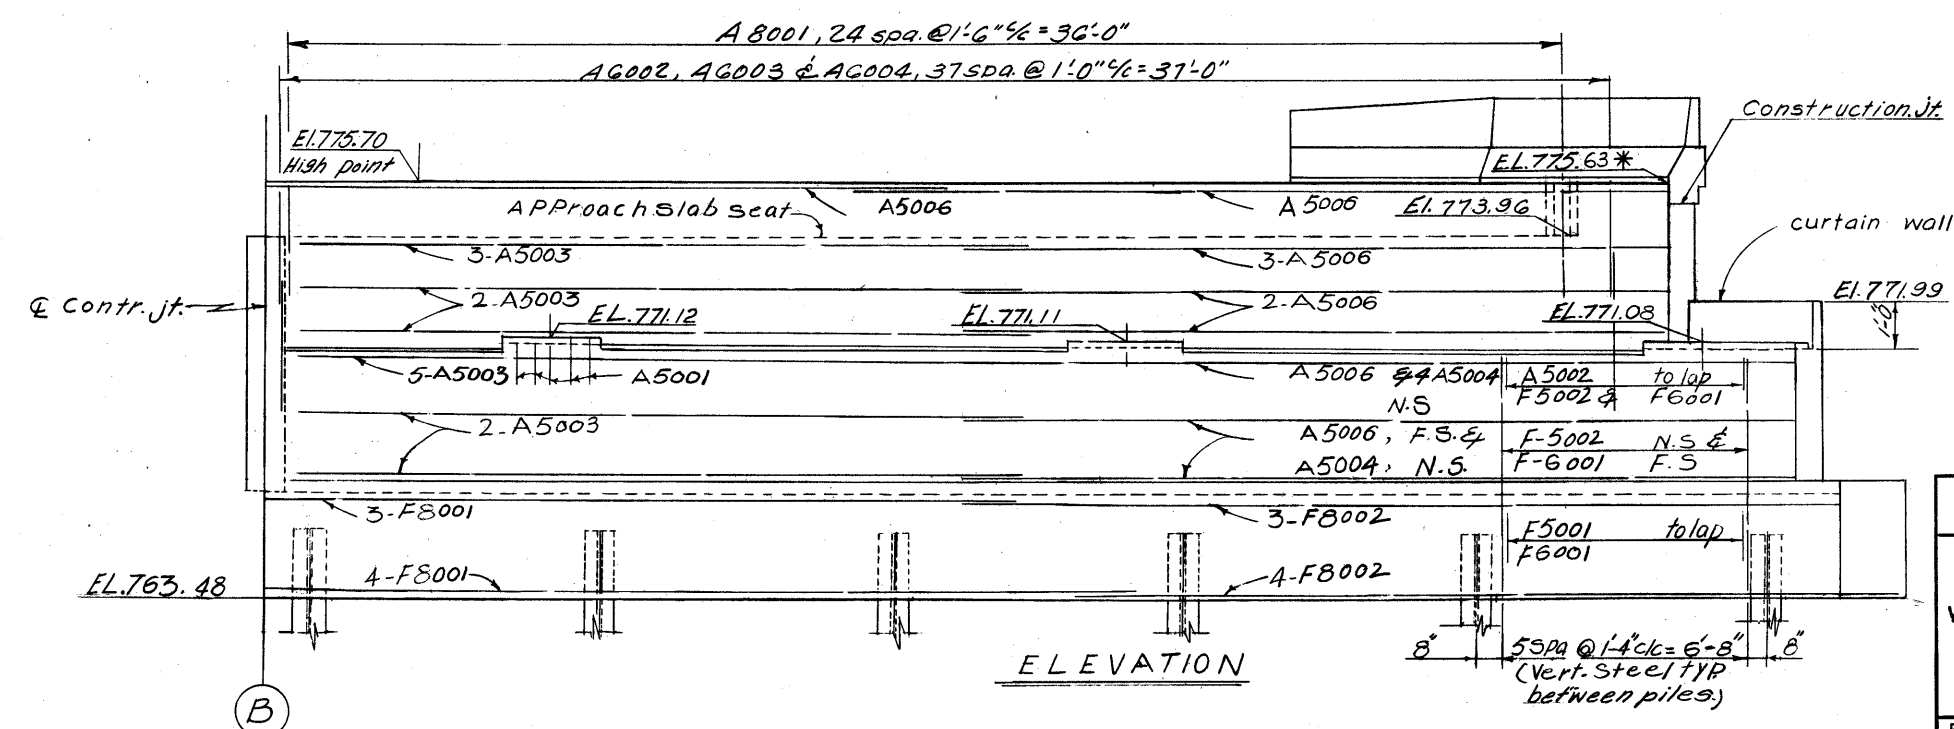 A8001, 24 spa. @ 1'-6" c/c = 36'-0"
A6002, A6003 & A6004, 37 spa. @ 1'-0" c/c = 37'-0"
Construction jt.
El. 775.70
High point
EL. 775.63*
APProach slab seat
A5006
A5006
El. 773.96
curtain wall
3-A5003
3-A5006
℄ Contr. jt.
2-A5003
2-A5006
El. 771.99
EL. 771.12
EL. 771.11
EL. 771.08
1'-0"
5-A5003
A5001
A5006 & 4 A5004
N.S
A5002 to lap
F5002 & F6001
2-A5003
A5006, F.S. &
A5004, N.S.
F-5002 N.S &
F-6001 F.S
3-F8001
3-F8002
F5001 to lap
F6001
4-F8001
4-F8002
EL. 763.48
8"
5 Spa @ 1'-4" c/c = 6'-8"
8"
(Vert. Steel typ.
between piles.)
ELEVATION
B